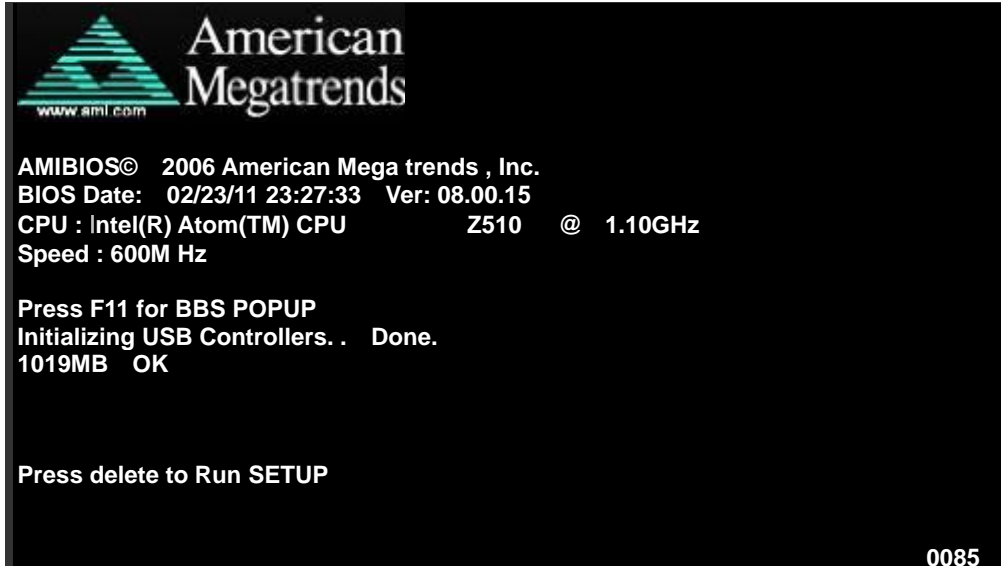 American
Megatrends
www.ami.com
AMIBIOS© 2006 American Mega trends , Inc.
BIOS Date: 02/23/11 23:27:33 Ver: 08.00.15
CPU : Intel(R) Atom(TM) CPU Z510 @ 1.10GHz
Speed : 600M Hz
Press F11 for BBS POPUP
Initializing USB Controllers. . Done.
1019MB OK
Press delete to Run SETUP
0085